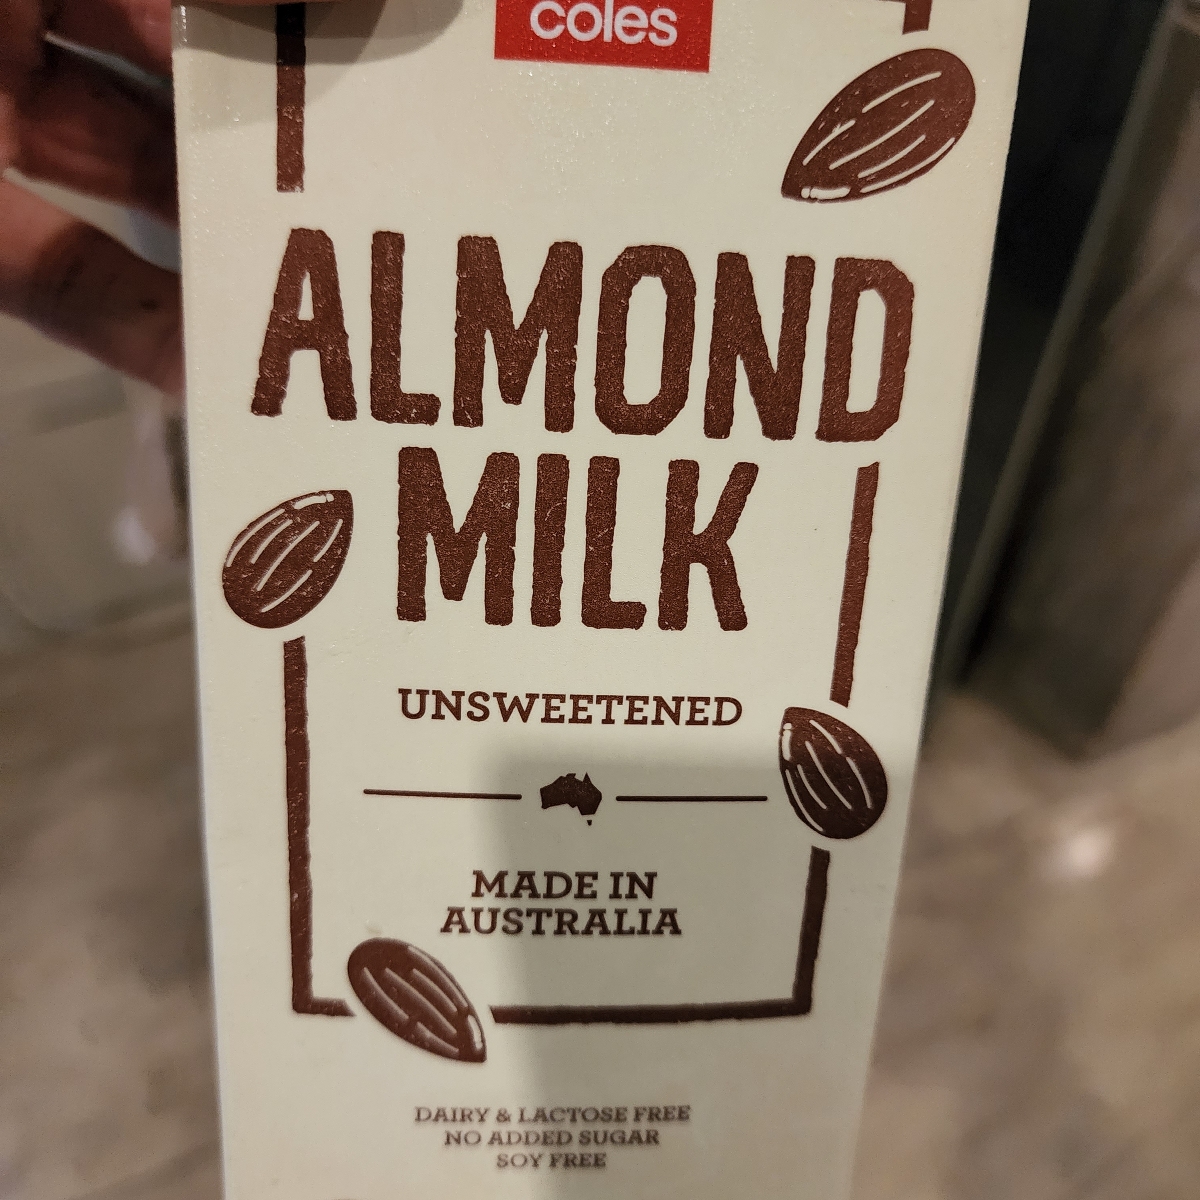 coles
ALMOND
MILK
UNSWEETENED
MADE IN
AUSTRALIA
DAIRY & LACTOSE FREE
NO ADDED SUGAR
SOY FREE